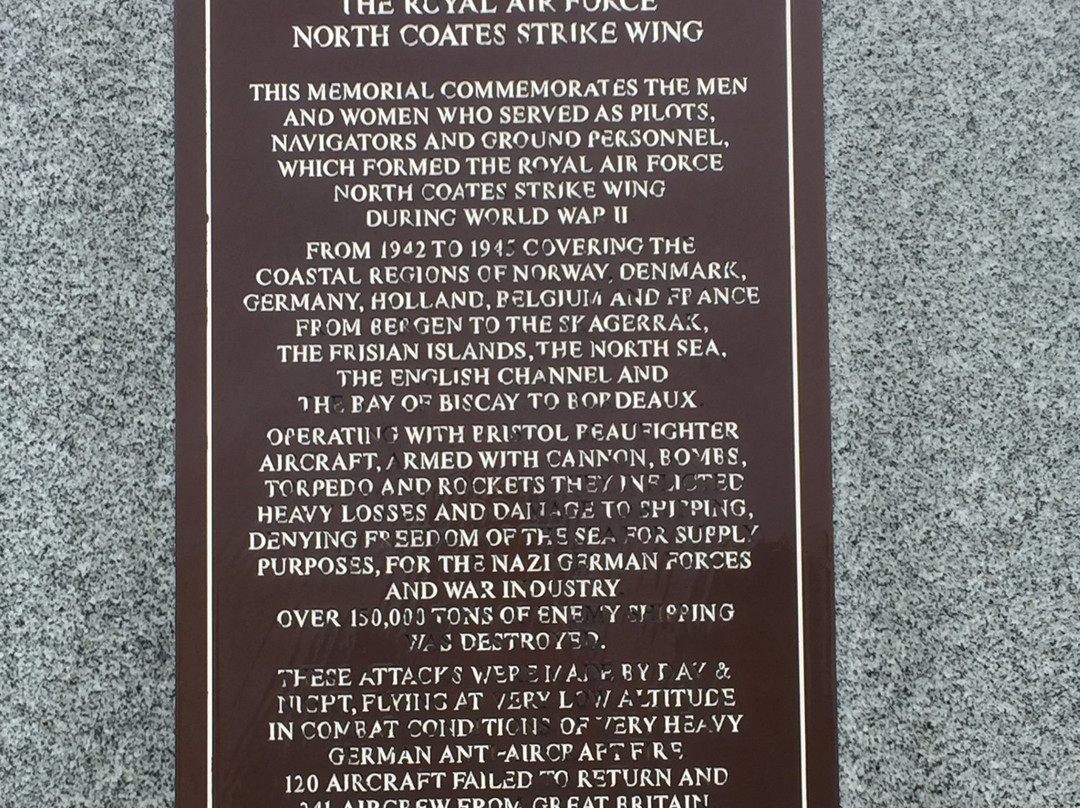 THE ROYAL AIR FORCE
NORTH COATES STRIKE WING
THIS MEMORIAL COMMEMORATES THE MEN
AND WOMEN WHO SERVED AS PILOTS,
NAVIGATORS AND GROUND PERSONNEL,
WHICH FORMED THE ROYAL AIR FORCE
NORTH COATES STRIKE WING
DURING WORLD WAR II
FROM 1942 TO 1945 COVERING THE
COASTAL REGIONS OF NORWAY, DENMARK,
GERMANY, HOLLAND, BELGIUM AND FRANCE
FROM BERGEN TO THE SKAGERRAK,
THE FRISIAN ISLANDS, THE NORTH SEA,
THE ENGLISH CHANNEL AND
THE BAY OF BISCAY TO BORDEAUX.
OPERATING WITH BRISTOL BEAUFIGHTER
AIRCRAFT, ARMED WITH CANNON, BOMBS,
TORPEDO AND ROCKETS THEY INFLICTED
HEAVY LOSSES AND DAMAGE TO SHIPPING,
DENYING FREEDOM OF THE SEA FOR SUPPLY
PURPOSES, FOR THE NAZI GERMAN FORCES
AND WAR INDUSTRY.
OVER 150,000 TONS OF ENEMY SHIPPING
WAS DESTROYED.
THESE ATTACKS WERE MADE BY DAY &
NIGHT, FLYING AT VERY LOW ALTITUDE
IN COMBAT CONDITIONS OF VERY HEAVY
GERMAN ANTI-AIRCRAFT FIRE
120 AIRCRAFT FAILED TO RETURN AND
241 AIRCREW FROM GREAT BRITAIN,